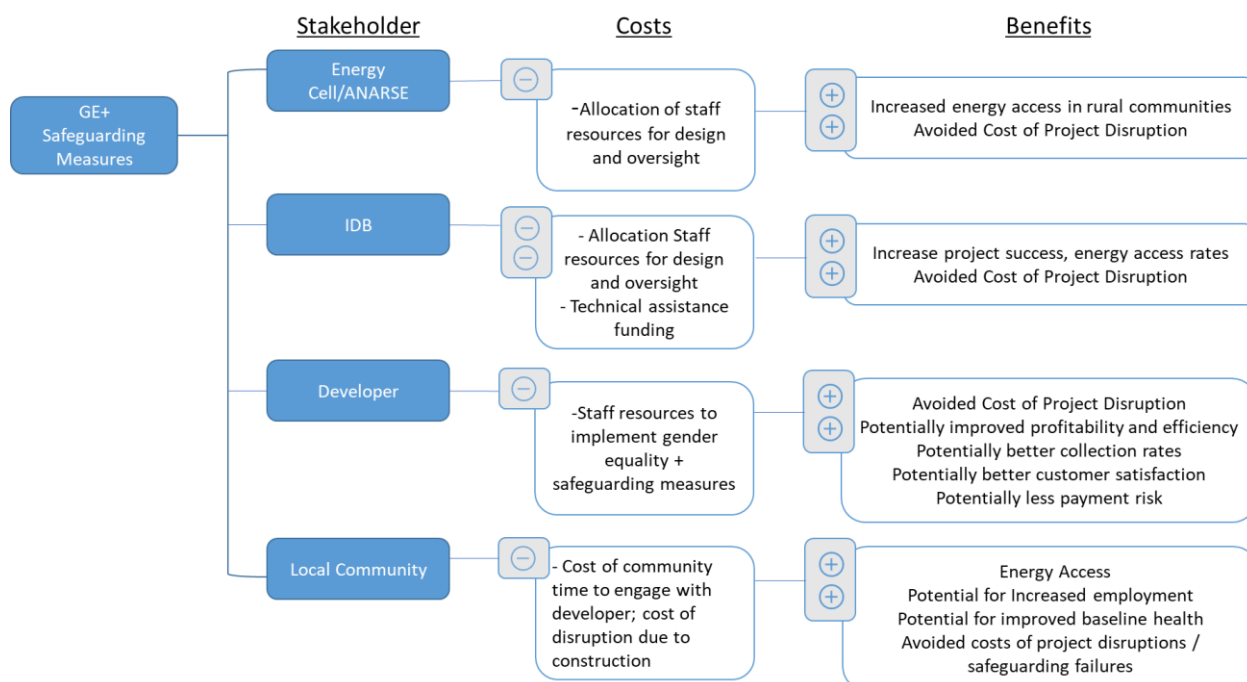 Stakeholder
Costs
Benefits
GE+
Safeguarding
Measures
Energy
Cell/ANARSE
-Allocation of staff
resources for design
and oversight
Increased energy access in rural communities
Avoided Cost of Project Disruption
IDB
- Allocation Staff
resources for design
and oversight
- Technical assistance
funding
Increase project success, energy access rates
Avoided Cost of Project Disruption
Developer
-Staff resources to
implement gender
equality +
safeguarding measures
Avoided Cost of Project Disruption
Potentially improved profitability and efficiency
Potentially better collection rates
Potentially better customer satisfaction
Potentially less payment risk
Local Community
- Cost of community
time to engage with
developer; cost of
disruption due to
construction
Energy Access
Potential for Increased employment
Potential for improved baseline health
Avoided costs of project disruptions /
safeguarding failures